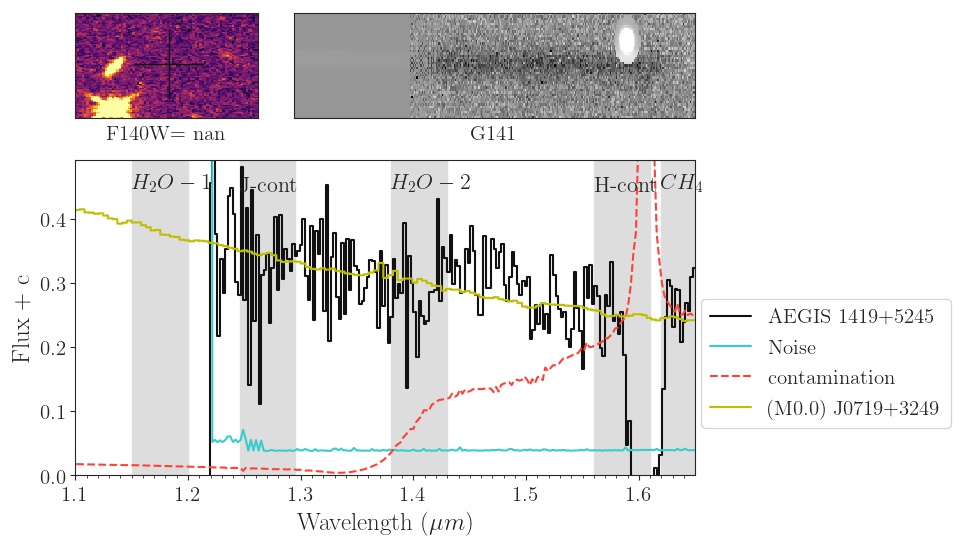 F140W= nan
G141
H₂O − 1
J-cont
H₂O − 2
H-cont
CH₄
Flux + c
0.4
0.3
0.2
0.1
0.0
1.1
1.2
1.3
1.4
1.5
1.6
Wavelength (μm)
AEGIS 1419+5245
Noise
contamination
(M0.0) J0719+3249